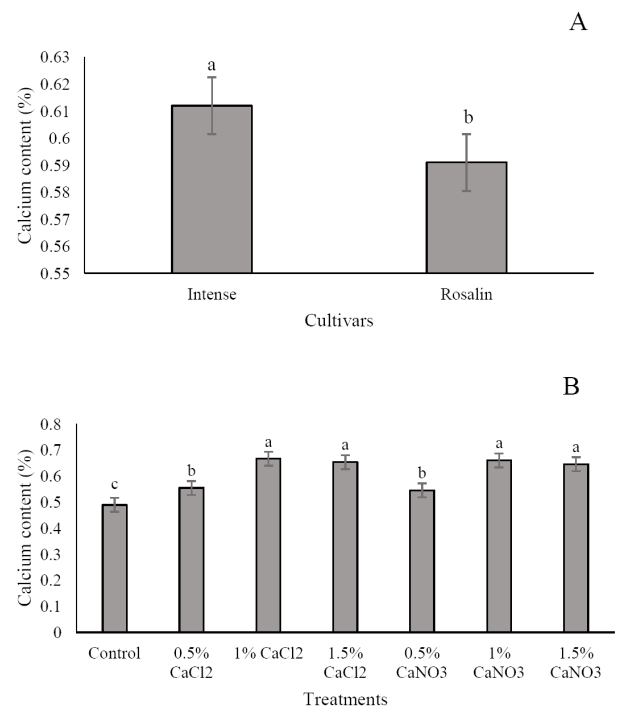 A
0.63
0.62
0.61
0.6
0.59
0.58
0.57
0.56
0.55
Calcium content (%)
a
b
Intense Rosalin
Cultivars
B
0.8
0.7
0.6
0.5
0.4
0.3
0.2
0.1
0
Calcium content (%)
c b a a b a a
Control 0.5% 1% CaCl2 1.5% 0.5% 1% 1.5%
CaCl2 CaCl2 CaNO3 CaNO3 CaNO3
Treatments